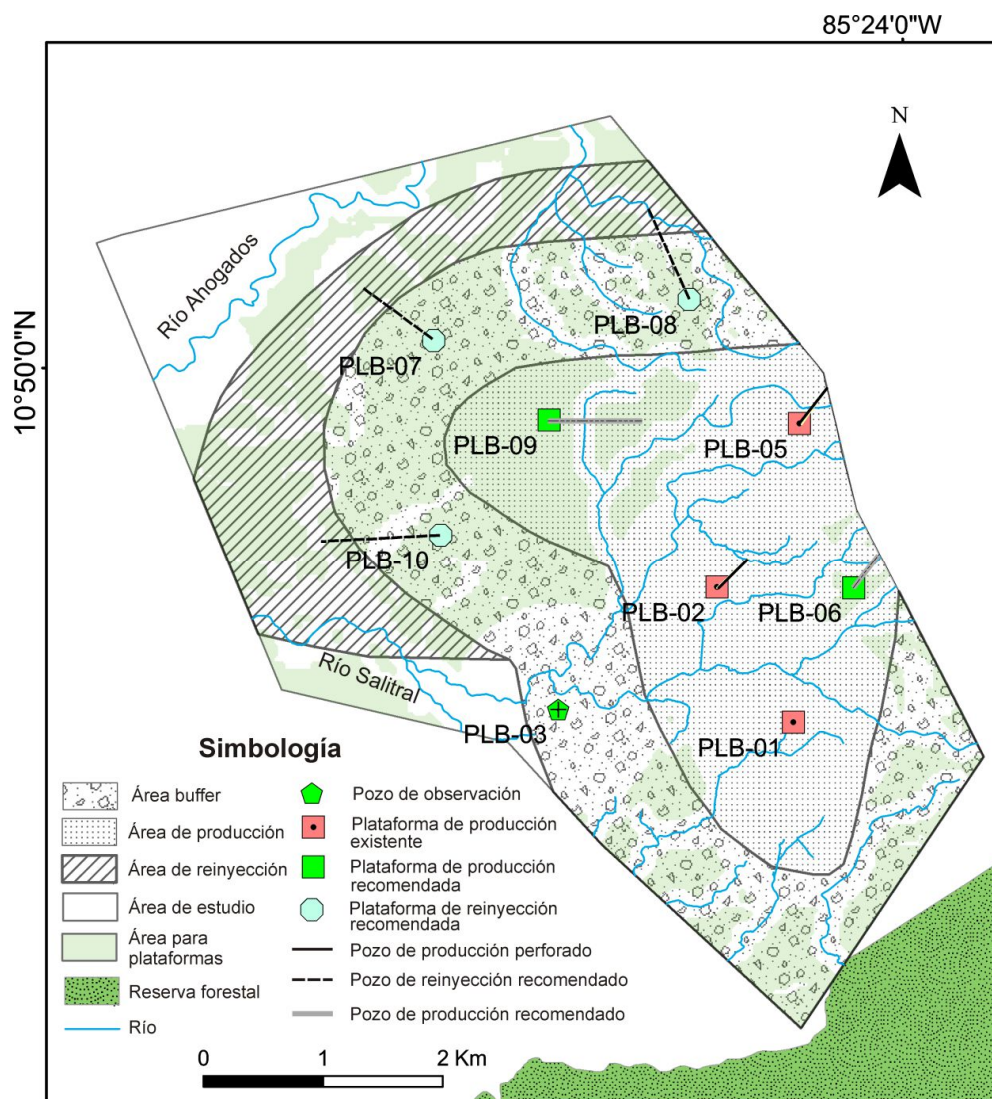 85°24'0"W
N
10°50'0"N
Río Ahogados
PLB-08
PLB-07
PLB-09
PLB-05
PLB-10
PLB-02
PLB-06
Río Salitral
PLB-03
PLB-01
Simbología
Área buffer
Área de producción
Área de reinyección
Área de estudio
Área para
plataformas
Reserva forestal
Río
Pozo de observación
Plataforma de producción
existente
Plataforma de producción
recomendada
Plataforma de reinyección
recomendada
Pozo de producción perforado
Pozo de reinyección recomendado
Pozo de producción recomendado
0 1 2 Km